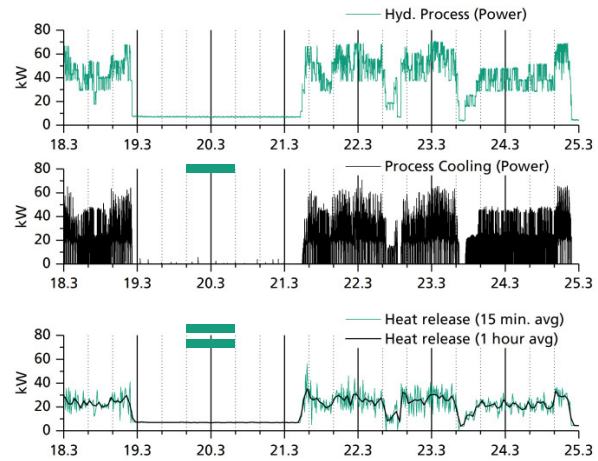 Hyd. Process (Power)
80
60
40
20
0
kW
18.3 19.3 20.3 21.3 22.3 23.3 24.3 25.3
Process Cooling (Power)
80
60
40
20
0
kW
18.3 19.3 20.3 21.3 22.3 23.3 24.3 25.3
Heat release (15 min. avg)
Heat release (1 hour avg)
80
60
40
20
0
kW
18.3 19.3 20.3 21.3 22.3 23.3 24.3 25.3